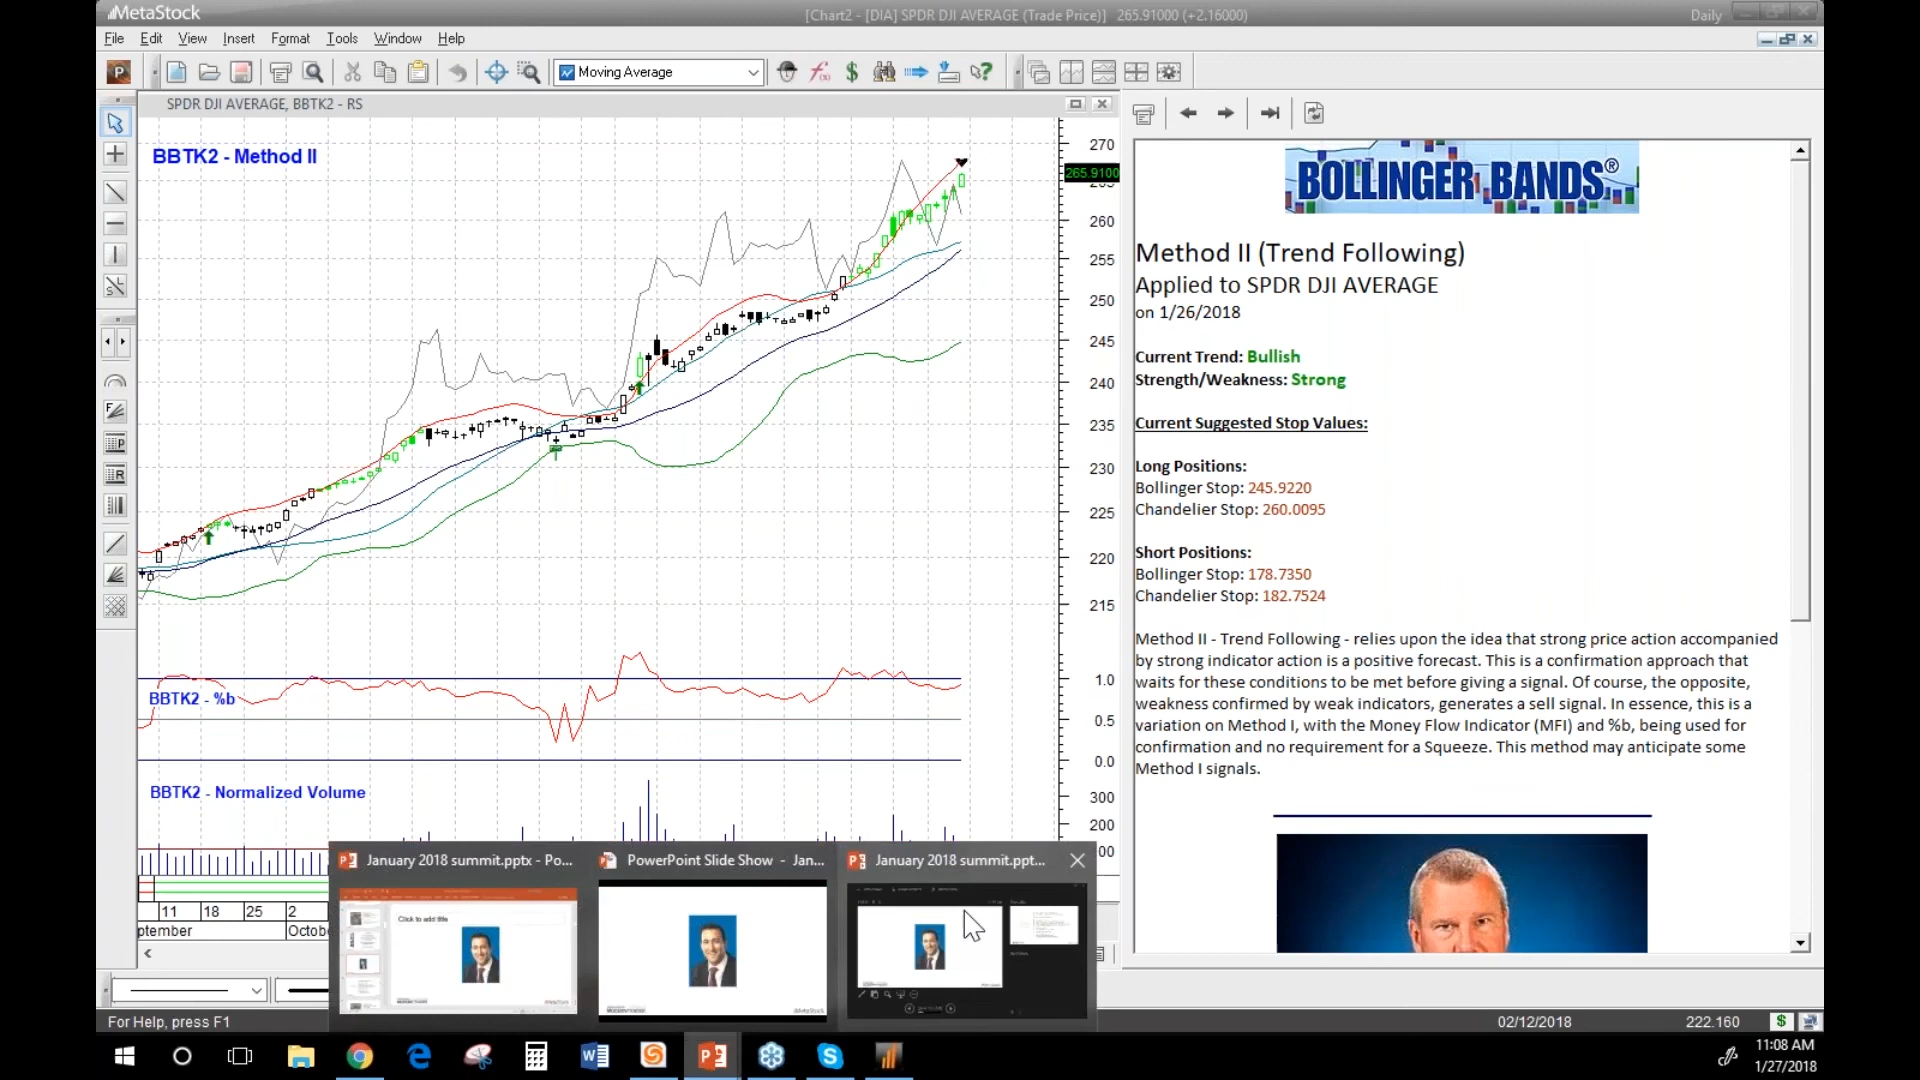 MetaStock
[Chart2 - [DIA] SPDR DJI AVERAGE (Trade Price)] 265.91000 (+2.16000)
Daily
File Edit View Insert Format Tools Window Help
Moving Average
SPDR DJI AVERAGE, BBTK2 - RS
BBTK2 - Method II
270
265.9100
265
260
255
250
245
240
235
230
225
220
215
BBTK2 - %b
1.0
0.5
0.0
BBTK2 - Normalized Volume
300
200
00
11 18 25 2
ptember Octob
BOLLINGER BANDS®
Method II (Trend Following)
Applied to SPDR DJI AVERAGE
on 1/26/2018
Current Trend: Bullish
Strength/Weakness: Strong
Current Suggested Stop Values:
Long Positions:
Bollinger Stop: 245.9220
Chandelier Stop: 260.0095
Short Positions:
Bollinger Stop: 178.7350
Chandelier Stop: 182.7524
Method II - Trend Following - relies upon the idea that strong price action accompanied
by strong indicator action is a positive forecast. This is a confirmation approach that
waits for these conditions to be met before giving a signal. Of course, the opposite,
weakness confirmed by weak indicators, generates a sell signal. In essence, this is a
variation on Method I, with the Money Flow Indicator (MFI) and %b, being used for
confirmation and no requirement for a Squeeze. This method may anticipate some
Method I signals.
January 2018 summit.pptx - Po...
PowerPoint Slide Show - Jan...
January 2018 summit.ppt...
Click to add title
MetaStock
For Help, press F1
02/12/2018
222.160
11:08 AM
1/27/2018